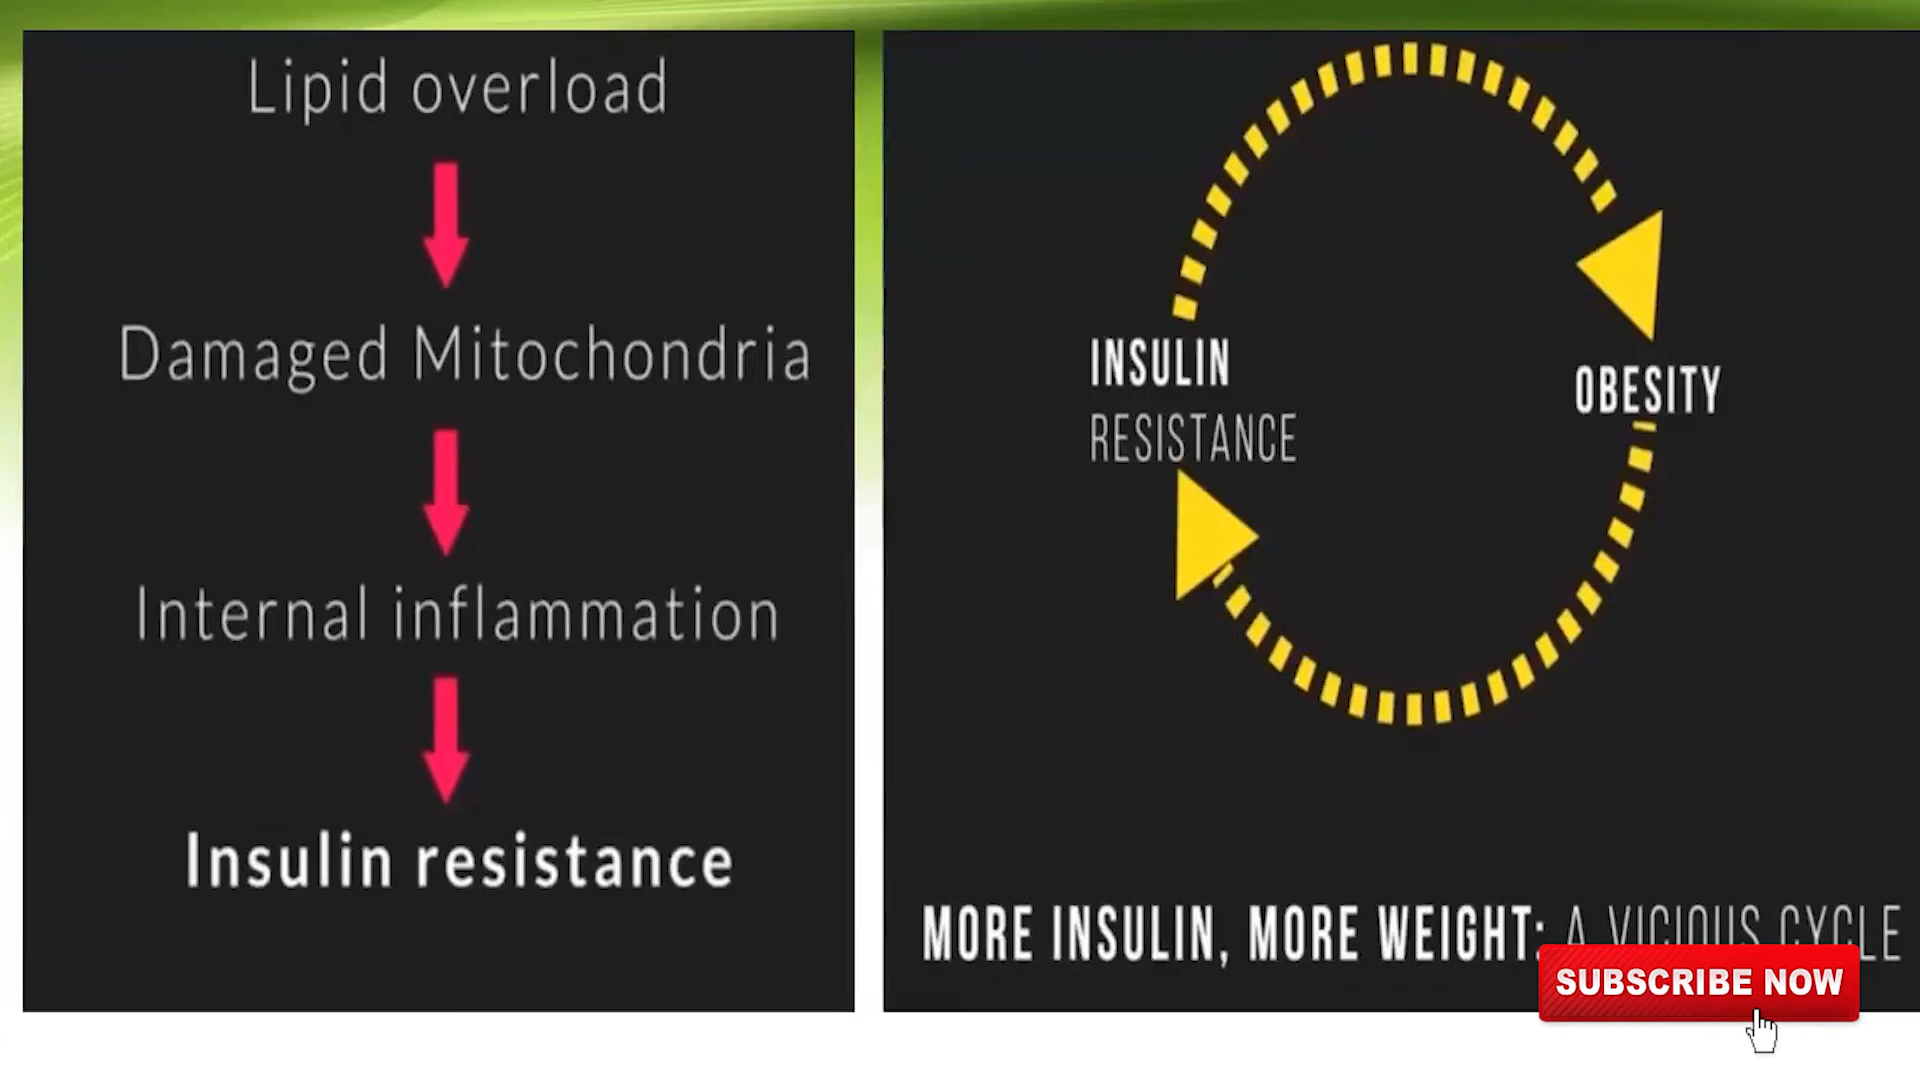 Lipid overload
Damaged Mitochondria
Internal inflammation
Insulin resistance
INSULIN
RESISTANCE
OBESITY
MORE INSULIN, MORE WEIGHT: A VICIOUS CYCLE
SUBSCRIBE NOW